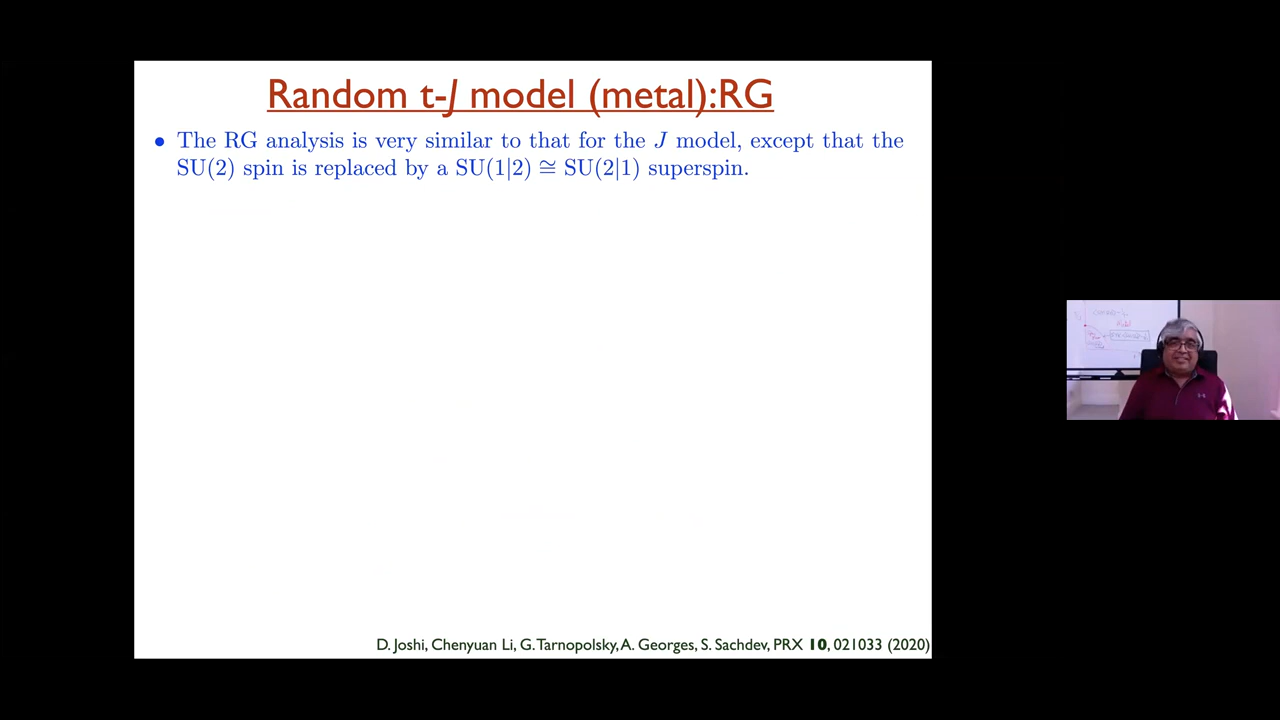 Random t-J model (metal):RG
• The RG analysis is very similar to that for the J model, except that the
SU(2) spin is replaced by a SU(1|2) ≅ SU(2|1) superspin.
D. Joshi, Chenyuan Li, G. Tarnopolsky, A. Georges, S. Sachdev, PRX 10, 021033 (2020)